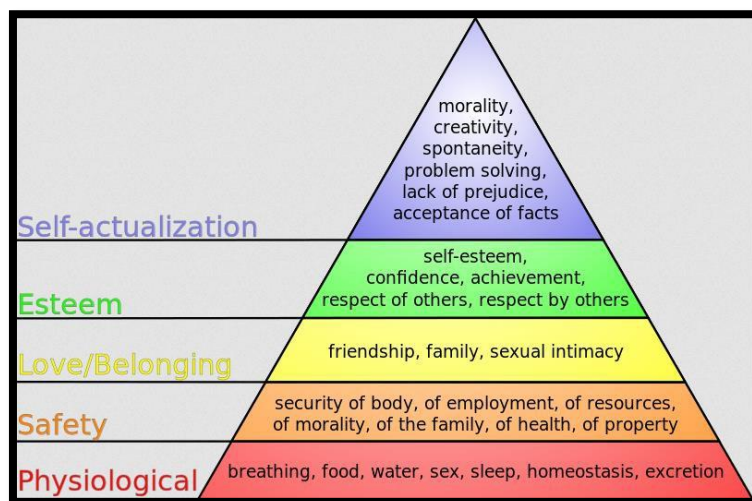 morality,
creativity,
spontaneity,
problem solving,
lack of prejudice,
acceptance of facts
Self-actualization
self-esteem,
confidence, achievement,
respect of others, respect by others
Esteem
friendship, family, sexual intimacy
Love/Belonging
security of body, of employment, of resources,
of morality, of the family, of health, of property
Safety
breathing, food, water, sex, sleep, homeostasis, excretion
Physiological